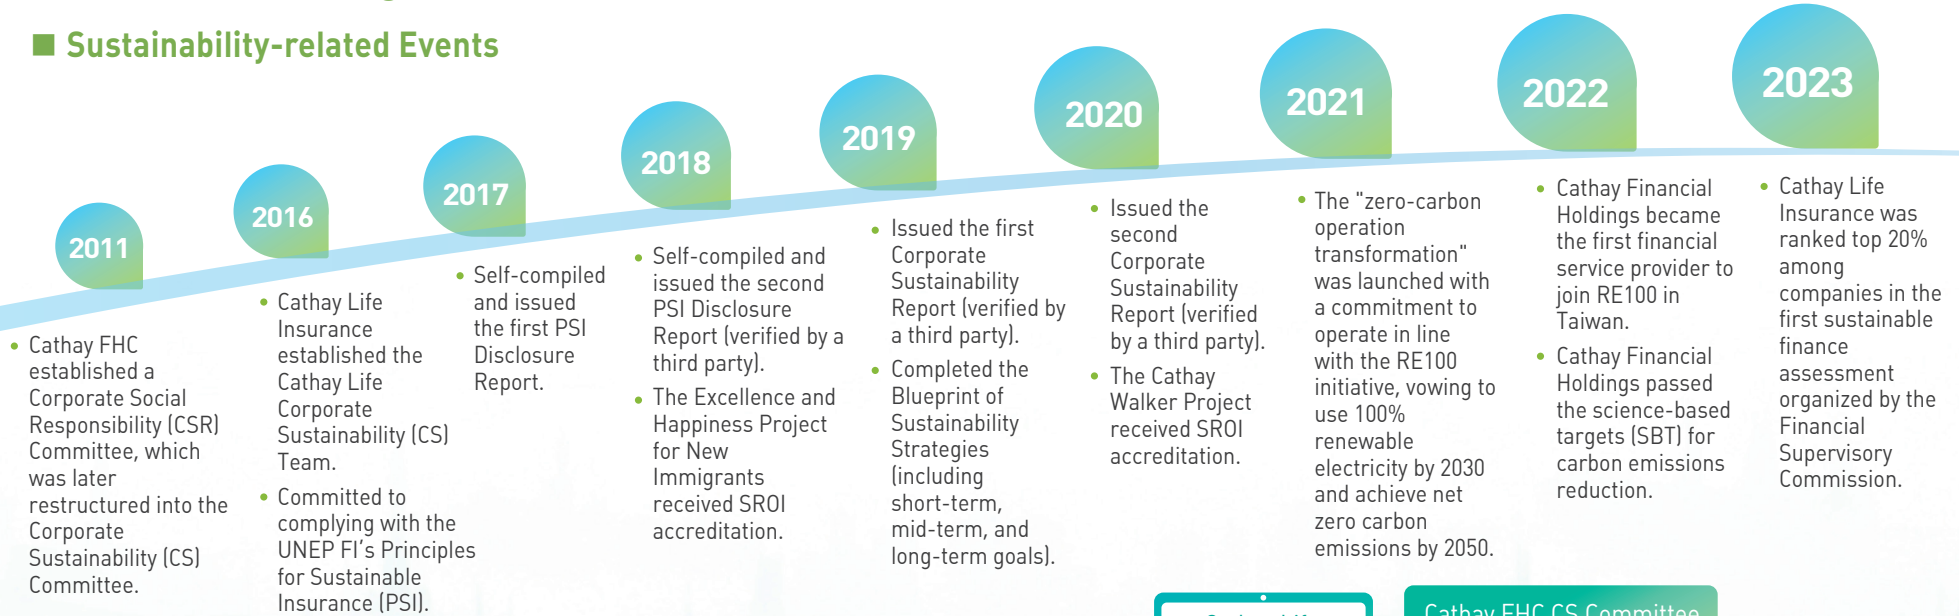 Sustainability-related Events
2011
Cathay FHC
established a
Corporate Social
Responsibility (CSR)
Committee, which
was later
restructured into the
Corporate
Sustainability (CS)
Committee.
2016
Cathay Life
Insurance
established the
Cathay Life
Corporate
Sustainability (CS)
Team.
Committed to
complying with the
UNEP FI's Principles
for Sustainable
Insurance (PSI).
2017
Self-compiled
and issued
the first PSI
Disclosure
Report.
2018
Self-compiled and
issued the second
PSI Disclosure
Report (verified by a
third party).
The Excellence and
Happiness Project
for New
Immigrants
received SROI
accreditation.
2019
Issued the first
Corporate
Sustainability
Report (verified by
a third party).
Completed the
Blueprint of
Sustainability
Strategies
(including
short-term,
mid-term, and
long-term goals).
2020
Issued the
second
Corporate
Sustainability
Report (verified
by a third party).
The Cathay
Walker Project
received SROI
accreditation.
2021
The "zero-carbon
operation
transformation"
was launched with
a commitment to
operate in line
with the RE100
initiative, vowing to
use 100%
renewable
electricity by 2030
and achieve net
zero carbon
emissions by 2050.
2022
Cathay Financial
Holdings became
the first financial
service provider to
join RE100 in
Taiwan.
Cathay Financial
Holdings passed
the science-based
targets (SBT) for
carbon emissions
reduction.
2023
Cathay Life
Insurance was
ranked top 20%
among
companies in the
first sustainable
finance
assessment
organized by the
Financial
Supervisory
Commission.
Cathay FHC CS Committee